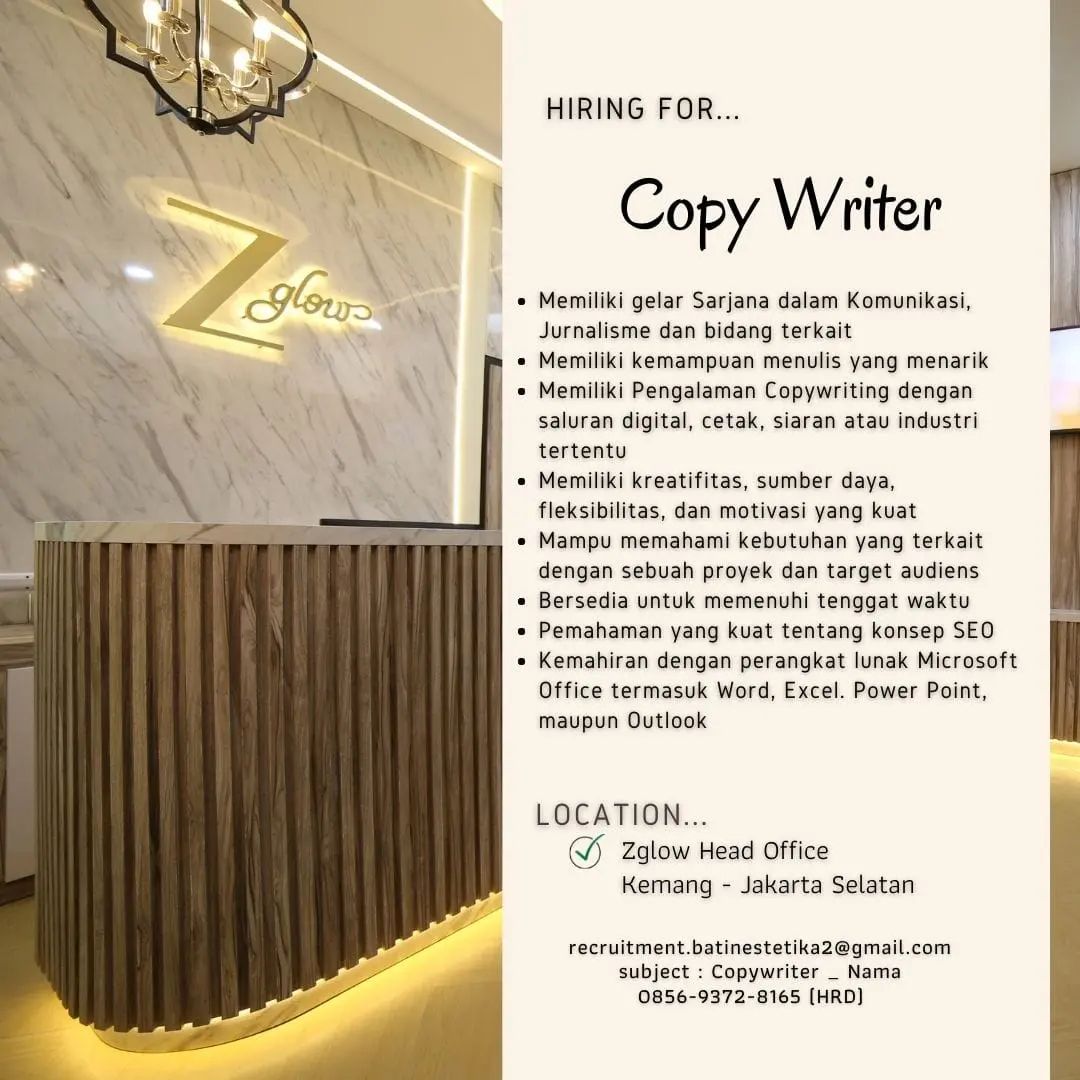 Z glow
HIRING FOR...
Copy Writer
• Memiliki gelar Sarjana dalam Komunikasi,
Jurnalisme dan bidang terkait
• Memiliki kemampuan menulis yang menarik
• Memiliki Pengalaman Copywriting dengan
saluran digital, cetak, siaran atau industri
tertentu
• Memiliki kreatifitas, sumber daya,
fleksibilitas, dan motivasi yang kuat
• Mampu memahami kebutuhan yang terkait
dengan sebuah proyek dan target audiens
• Bersedia untuk memenuhi tenggat waktu
• Pemahaman yang kuat tentang konsep SEO
• Kemahiran dengan perangkat lunak Microsoft
Office termasuk Word, Excel. Power Point,
maupun Outlook
LOCATION...
Zglow Head Office
Kemang - Jakarta Selatan
recruitment.batinestetika2@gmail.com
subject : Copywriter _ Nama
0856-9372-8165 (HRD)